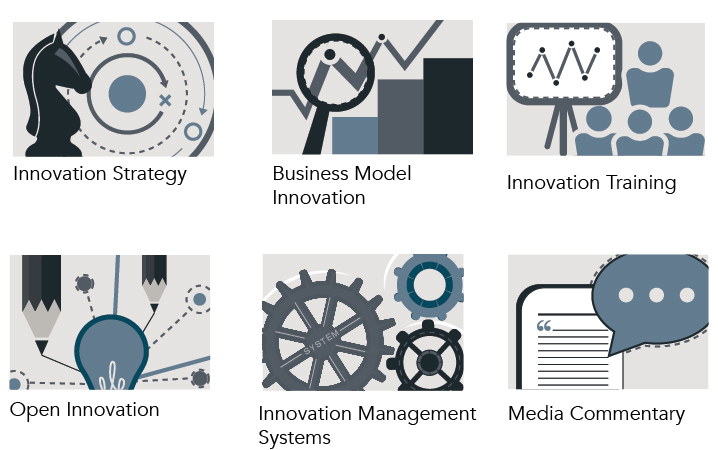 Innovation Strategy
Business Model
Innovation
Innovation Training
SYSTEM
Open Innovation
Innovation Management
Systems
Media Commentary